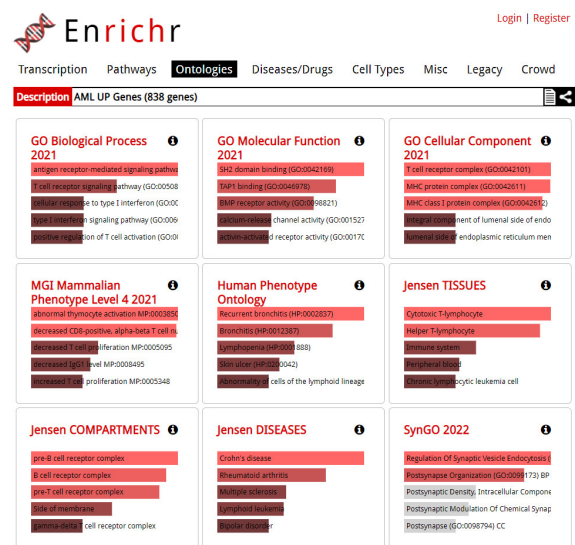 Enrichr
Login | Register
Transcription Pathways Ontologies Diseases/Drugs Cell Types Misc Legacy Crowd
Description AML UP Genes (838 genes)
GO Biological Process
2021
antigen receptor-mediated signaling pathwa
T cell receptor signaling pathway (GO:00508
cellular response to type I interferon (GO:00
type I interferon signaling pathway (GO:006
positive regulation of T cell activation (GO:00
GO Molecular Function
2021
SH2 domain binding (GO:0042169)
TAP1 binding (GO:0046978)
BMP receptor activity (GO:0098821)
calcium-release channel activity (GO:001527
activin-activated receptor activity (GO:0017C
GO Cellular Component
2021
T cell receptor complex (GO:0042101)
MHC protein complex (GO:0042611)
MHC class I protein complex (GO:0042612)
integral component of lumenal side of endo
lumenal side of endoplasmic reticulum men
MGI Mammalian
Phenotype Level 4 2021
abnormal thymocyte activation MP:0003850
decreased CD8-positive, alpha-beta T cell nu
decreased T cell proliferation MP:0005095
decreased IgG1 level MP:0008495
increased T cell proliferation MP:0005348
Human Phenotype
Ontology
Recurrent bronchitis (HP:0002837)
Bronchitis (HP:0012387)
Lymphopenia (HP:0001888)
Skin ulcer (HP:0200042)
Abnormality of cells of the lymphoid lineage
Jensen TISSUES
Cytotoxic T-lymphocyte
Helper T-lymphocyte
Immune system
Peripheral blood
Chronic lymphocytic leukemia cell
Jensen COMPARTMENTS
pre-B cell receptor complex
B cell receptor complex
pre-T cell receptor complex
Side of membrane
gamma-delta T cell receptor complex
Jensen DISEASES
Crohn's disease
Rheumatoid arthritis
Multiple sclerosis
Lymphoid leukemia
Bipolar disorder
SynGO 2022
Regulation Of Synaptic Vesicle Endocytosis (
Postsynapse Organization (GO:0099173) BP
Postsynaptic Density, Intracellular Compone
Postsynaptic Modulation Of Chemical Synap
Postsynapse (GO:0098794) CC